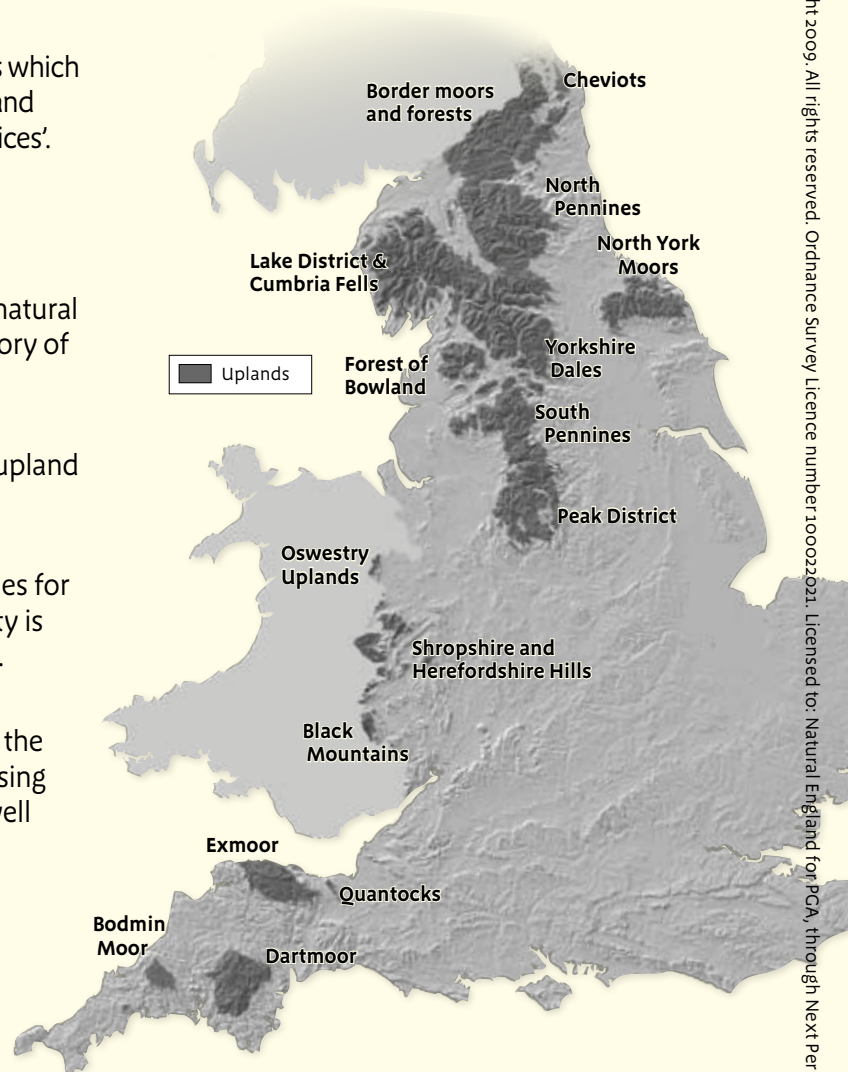 s which
and
ices’.
natural
ory of
upland
es for
ty is
.
the
sing
ell
Border moors
and forests
Cheviots
North
Pennines
North York
Moors
Lake District &
Cumbria Fells
Uplands
Forest of
Bowland
Yorkshire
Dales
South
Pennines
Peak District
Oswestry
Uplands
Shropshire and
Herefordshire Hills
Black
Mountains
Exmoor
Quantocks
Bodmin
Moor
Dartmoor
ht 2009. All rights reserved. Ordnance Survey Licence number 100022021. Licensed to: Natural England for PGA, through Next Per